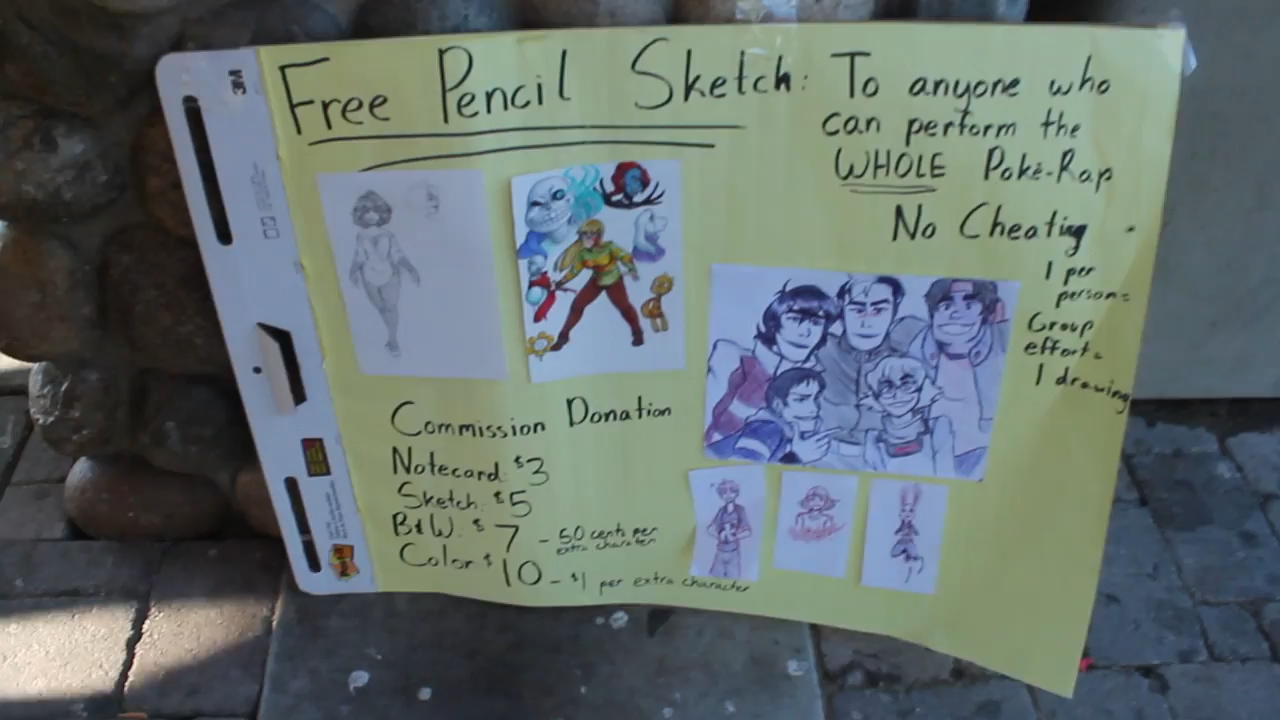 3M
Free Pencil Sketch: To anyone who
can perform the
WHOLE Poké-Rap
No Cheating
1 per
person.
Group
effort.
1 drawing
Commission Donation
Notecard. $3
Sketch. $5
B&W. $7 - 50 cents per
extra character
Color $10 - $1 per extra character